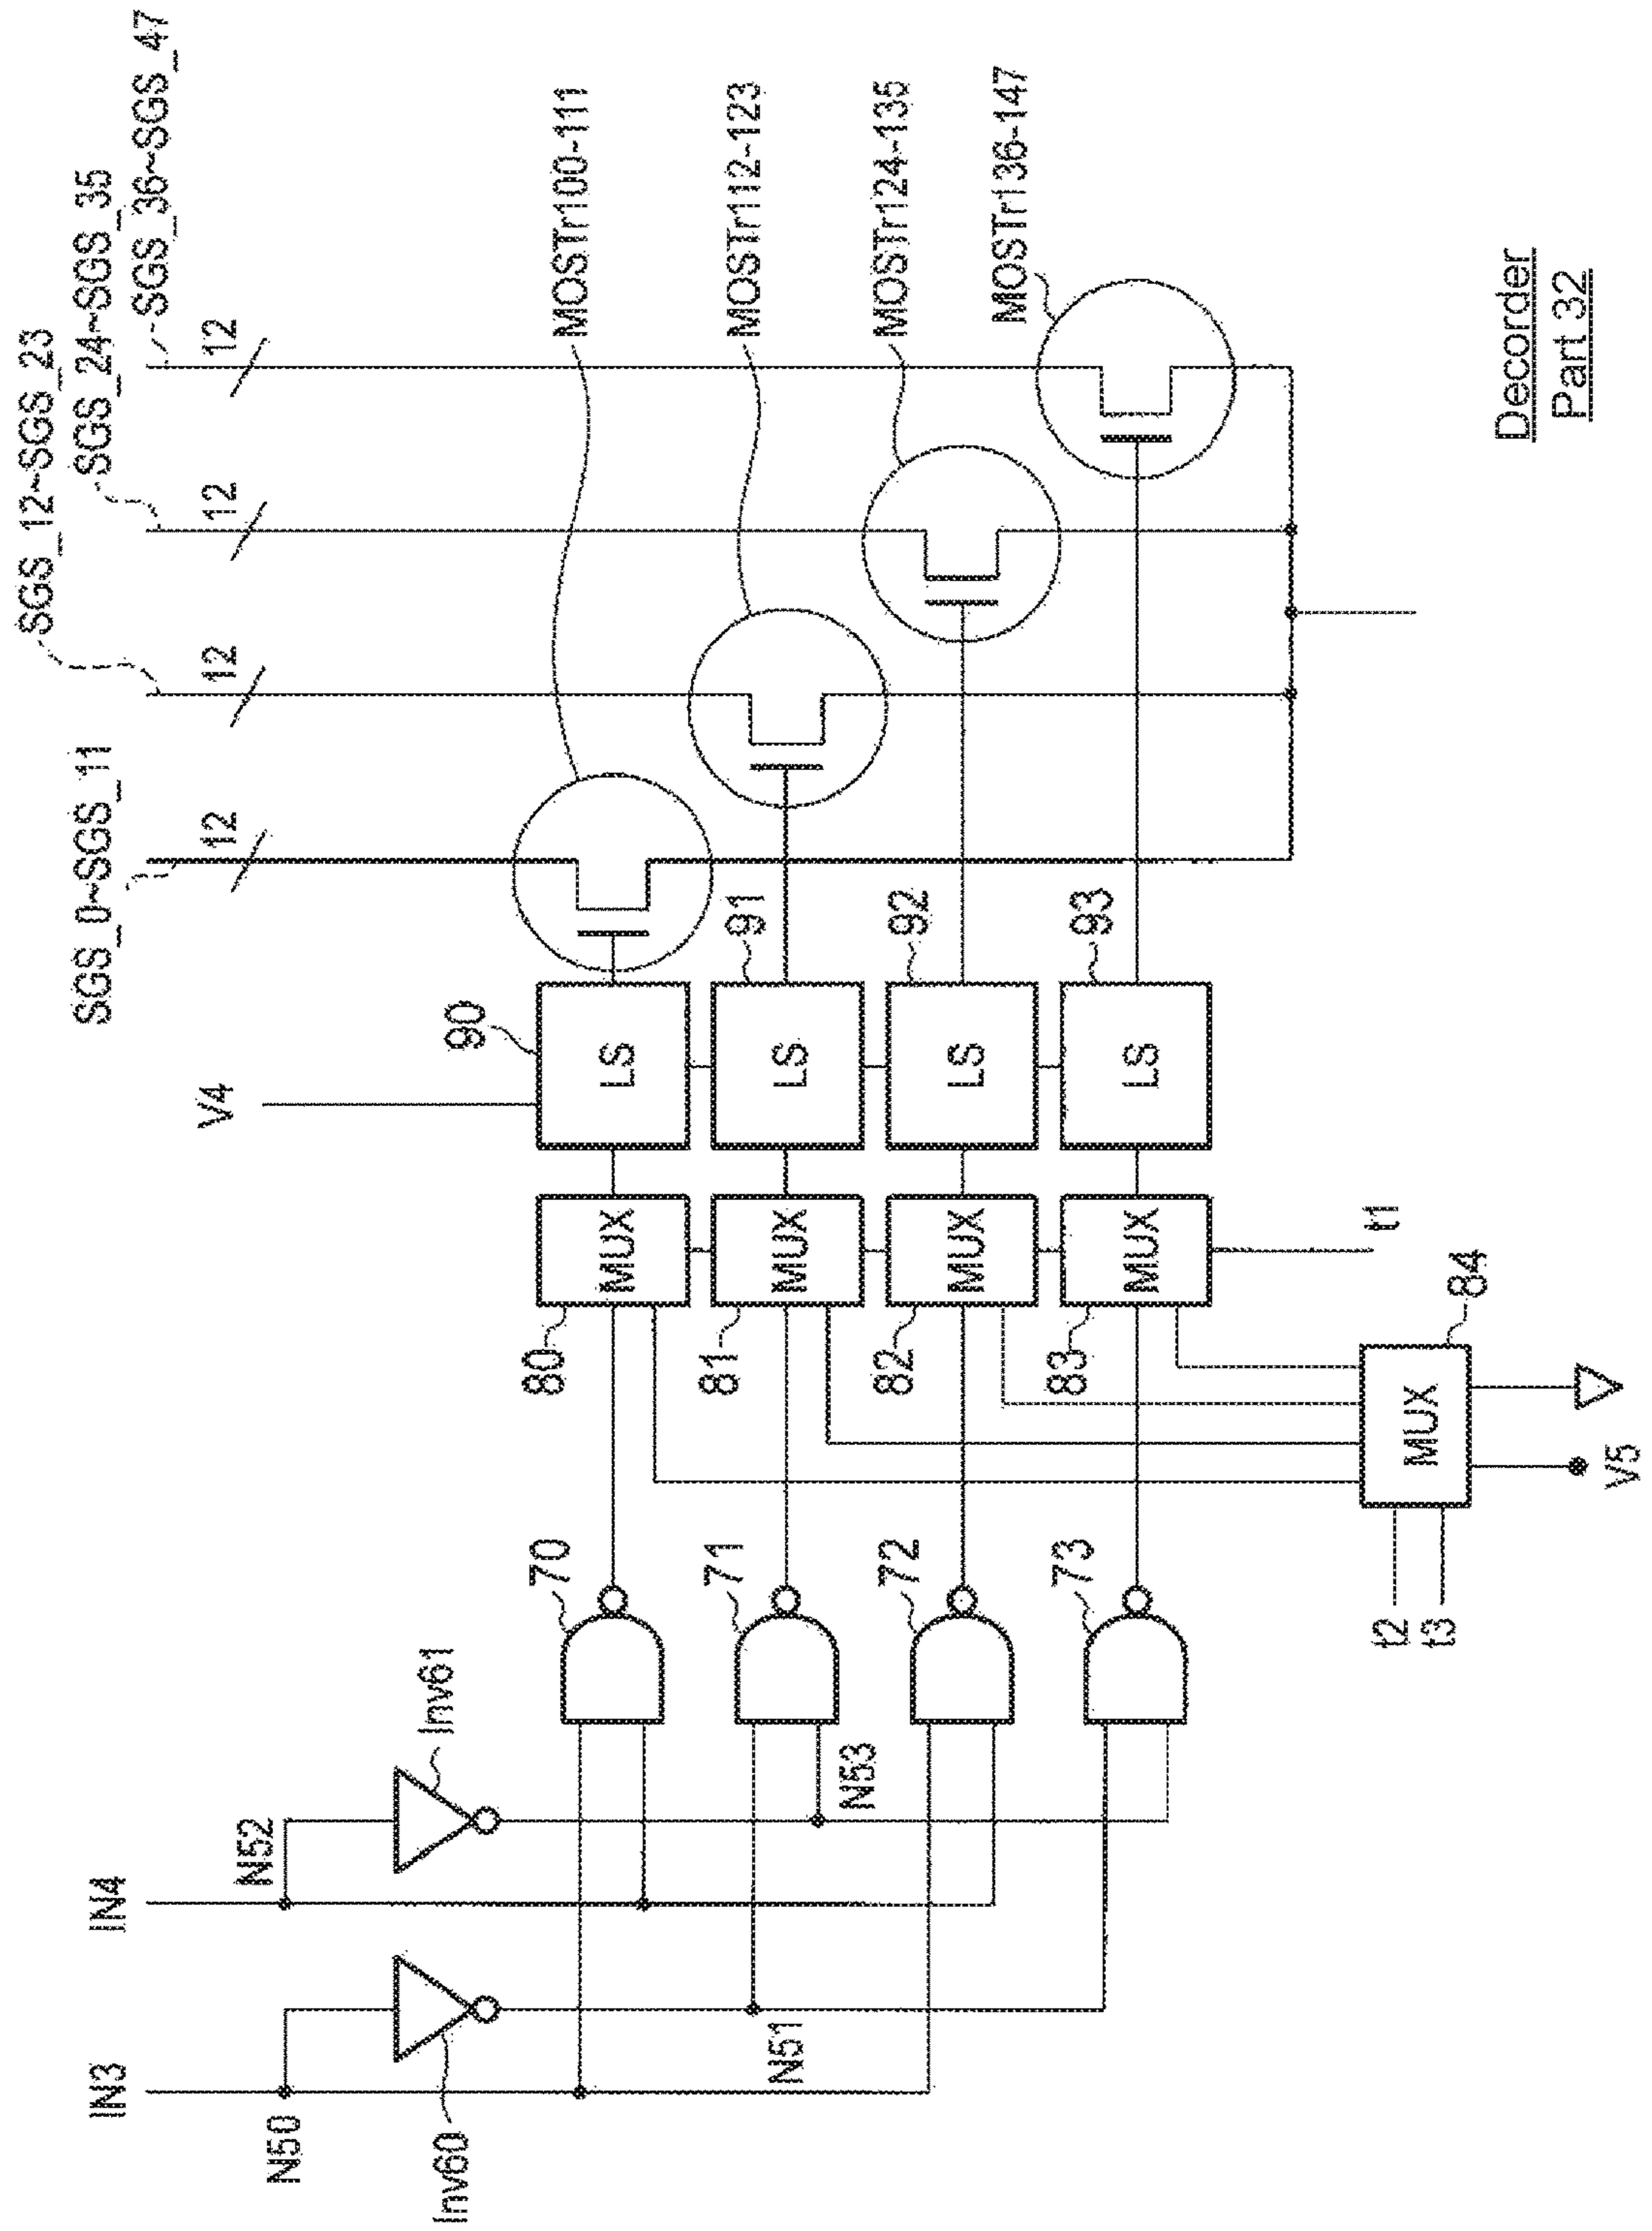 IN3
IN4
N50
N52
Inv60
Inv61
N51
N53
70
71
72
73
t2
t3
V5
MUX
84
t1
80
81
82
83
MUX
MUX
MUX
MUX
V4
90
91
92
93
LS
LS
LS
LS
SGS_0~SGS_11
SGS_12~SGS_23
SGS_24~SGS_35
SGS_36~SGS_47
12
12
12
12
MOSTr100-111
MOSTr112-123
MOSTr124-135
MOSTr136-147
Decorder
Part 32